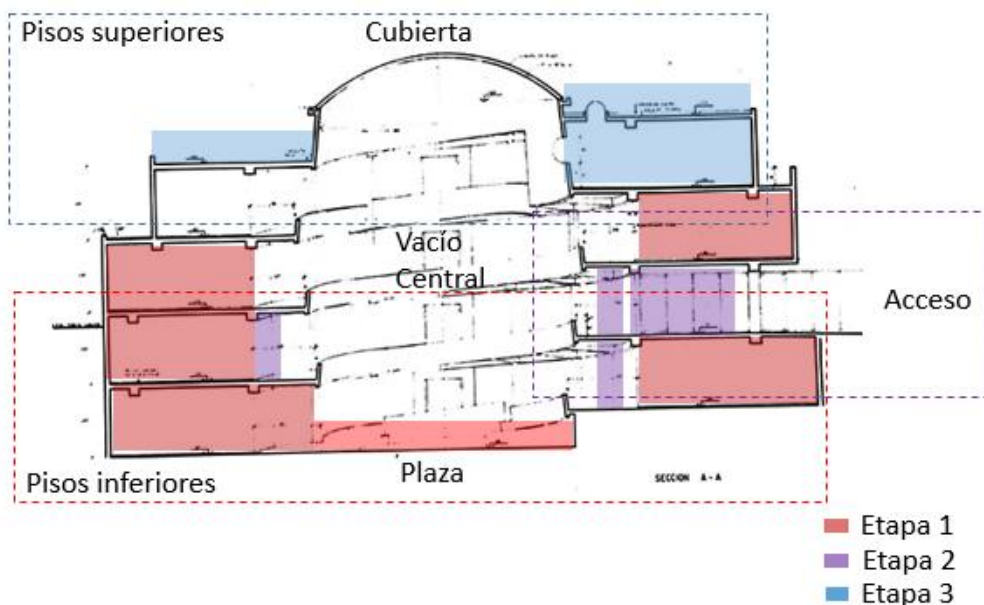 Pisos superiores
Cubierta
Vacío
Central
Acceso
Plaza
Pisos inferiores
SECCION A-A
Etapa 1
Etapa 2
Etapa 3